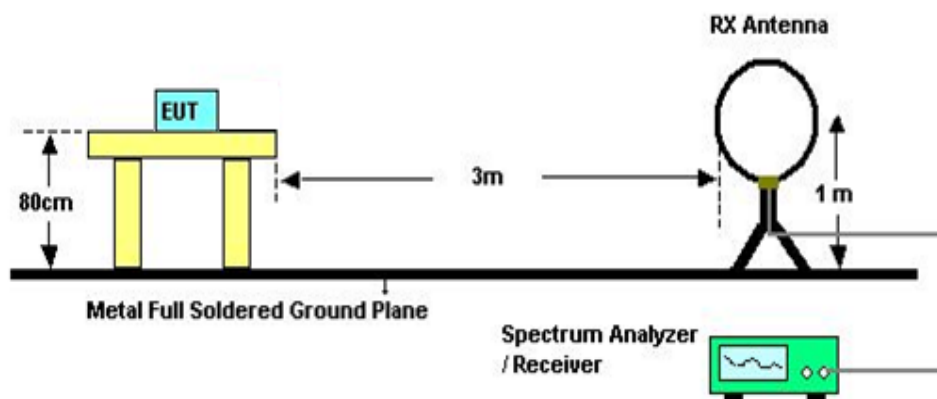 RX Antenna
EUT
80cm
3m
1 m
Metal Full Soldered Ground Plane
Spectrum Analyzer
/ Receiver